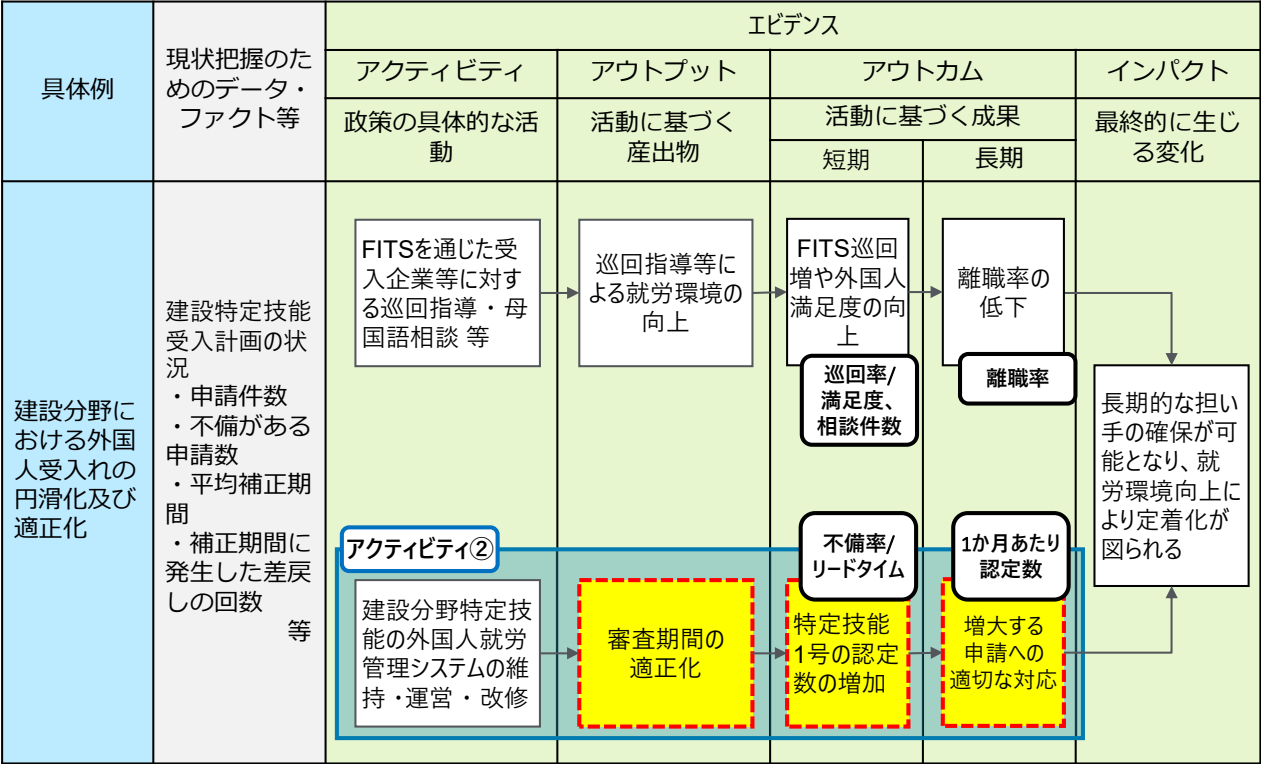 具体例
現状把握のた
めのデータ・
ファクト等
エビデンス
アクティビティ
アウトプット
アウトカム
インパクト
政策の具体的な活
動
活動に基づく
産出物
活動に基づく成果
短期
長期
最終的に生じ
る変化
建設分野に
おける外国
人受入れの
円滑化及び
適正化
建設特定技能
受入計画の状
況
・申請件数
・不備がある
申請数
・平均補正期
間
・補正期間に
発生した差戻
しの回数
等
FITSを通じた受
入企業等に対す
る巡回指導・母
国語相談 等
巡回指導等に
よる就労環境の
向上
FITS巡回
増や外国人
満足度の向
上
巡回率/
満足度、
相談件数
離職率の
低下
離職率
アクティビティ②
建設分野特定技
能の外国人就労
管理システムの維
持・運営・改修
審査期間の
適正化
不備率/
リードタイム
特定技能
1号の認定
数の増加
1か月あたり
認定数
増大する
申請への
適切な対応
長期的な担い
手の確保が可
能となり、就
労環境向上に
より定着化が
図られる